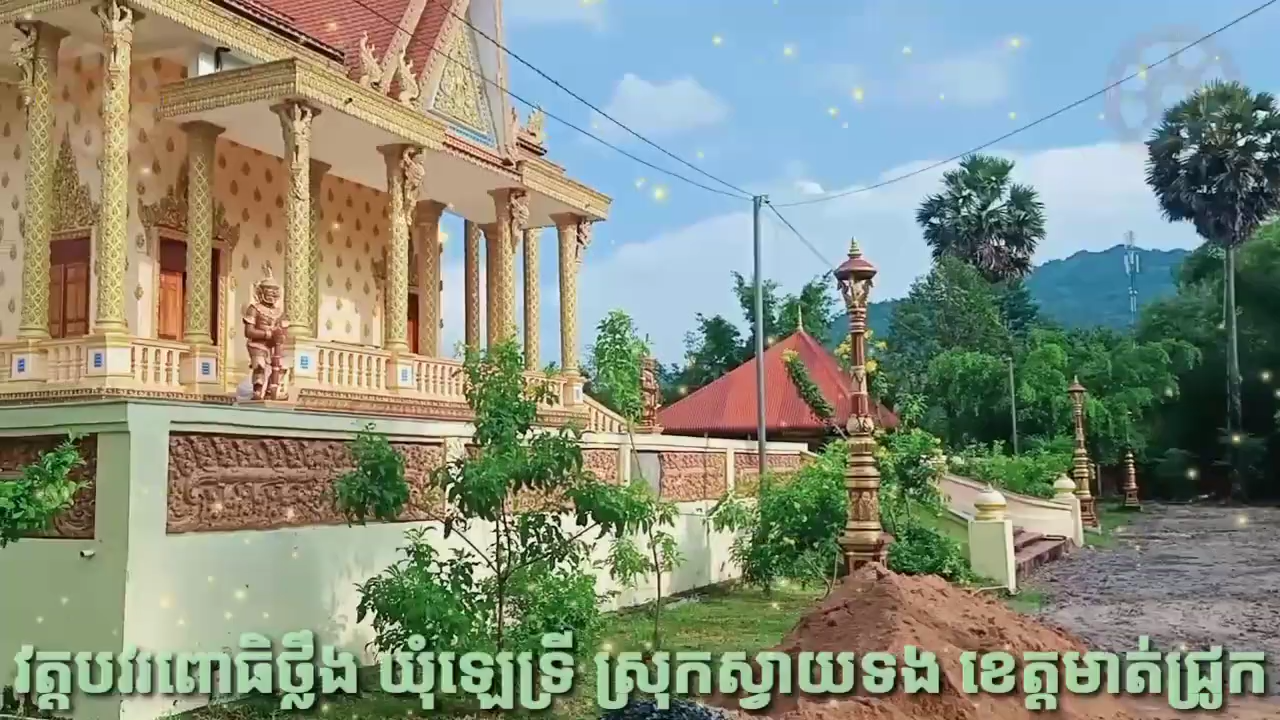 វត្តបវរពោធិថ្លឹង ឃុំឡេទ្រី ស្រុកស្វាយទង ខេត្តមាត់ជ្រូក